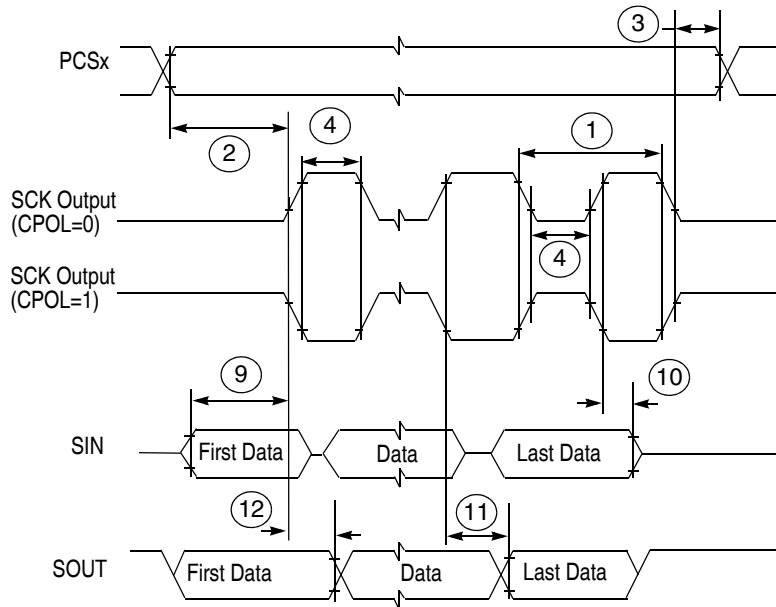 3
PCSx
4
1
2
SCK Output
(CPOL=0)
4
SCK Output
(CPOL=1)
9
10
SIN
First Data
Data
Last Data
12
11
SOUT
First Data
Data
Last Data